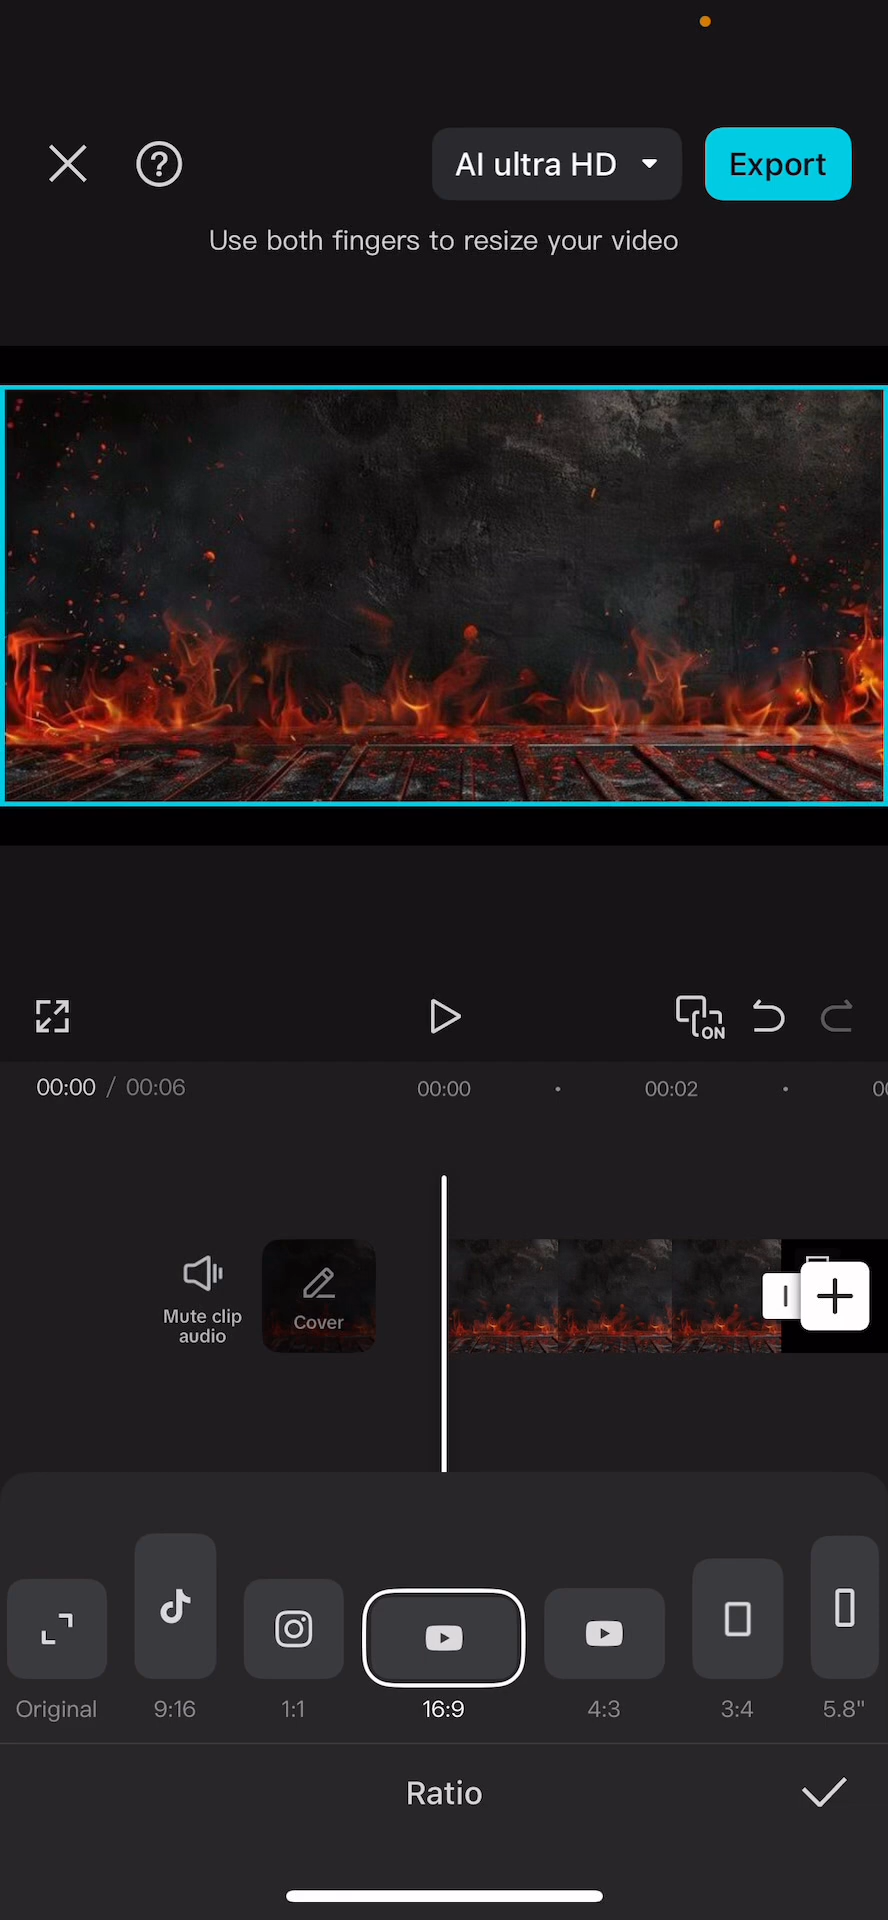 AI ultra HD
Export
Use both fingers to resize your video
ON
00:00 / 00:06
00:00
00:02
Mute clip
audio
Cover
Original
9:16
1:1
16:9
4:3
3:4
5.8"
Ratio